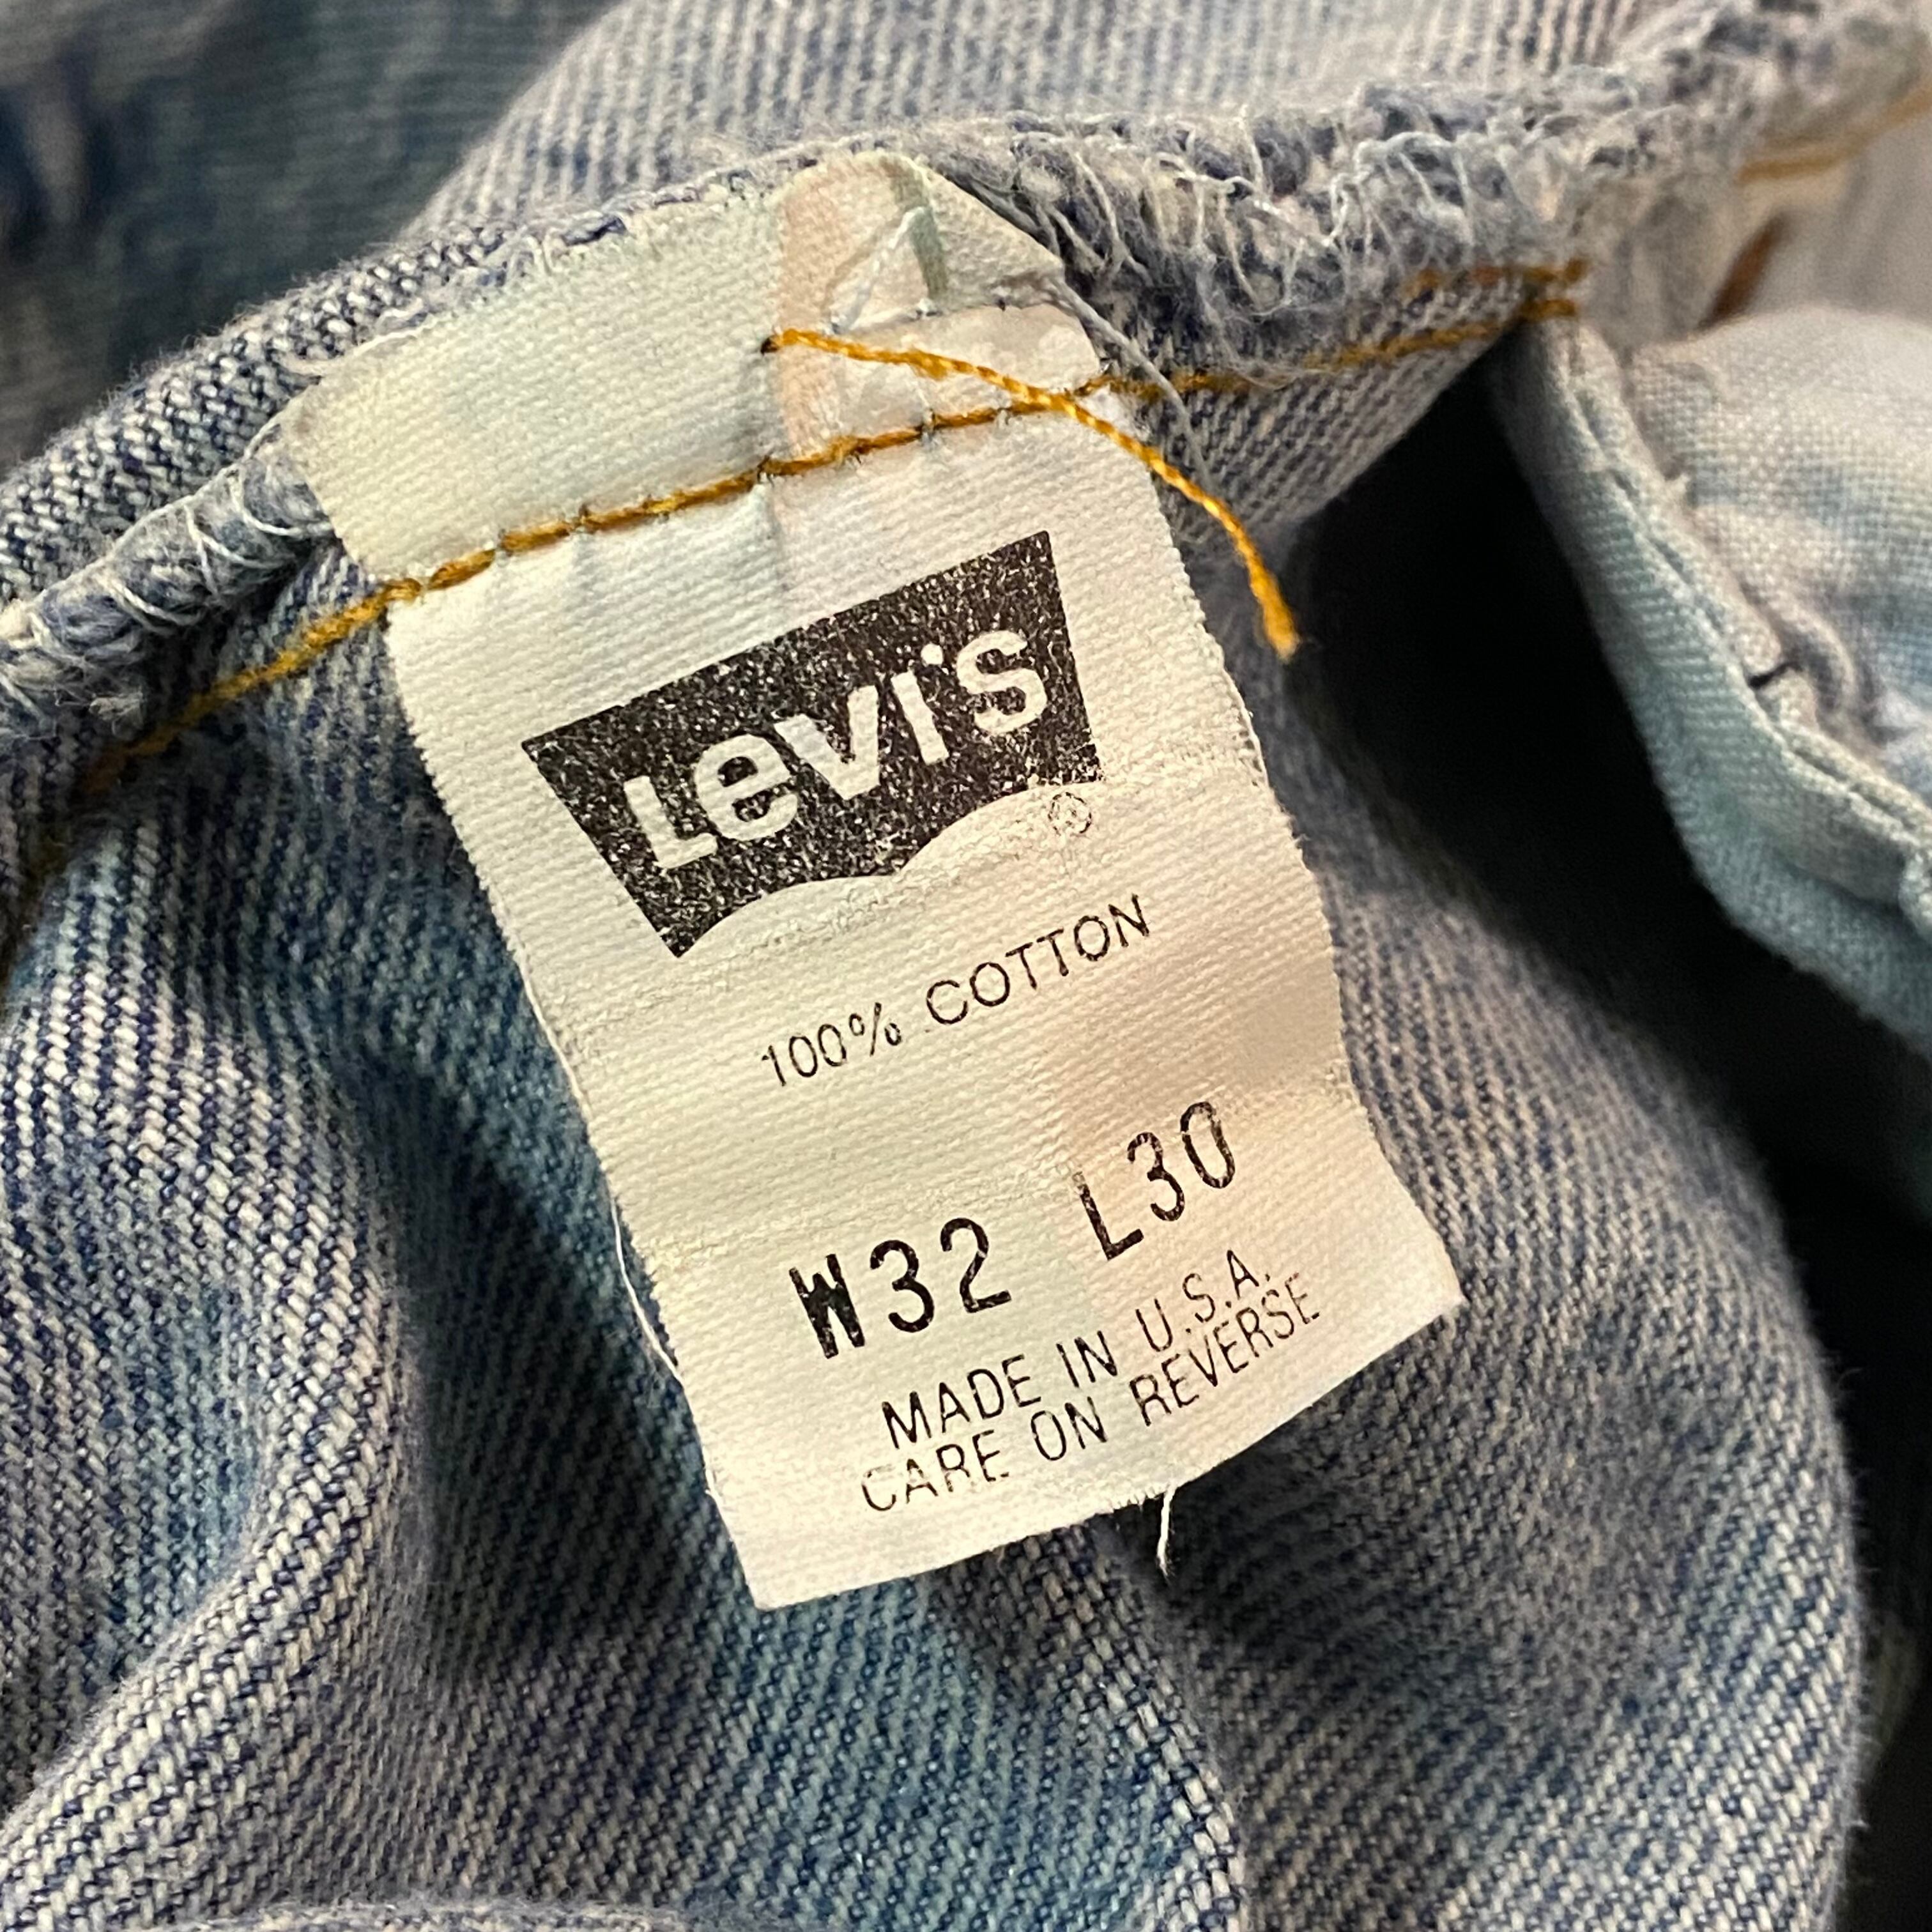 Levi's
®
100% COTTON
W32 L30
MADE IN U.S.A.
CARE ON REVERSE